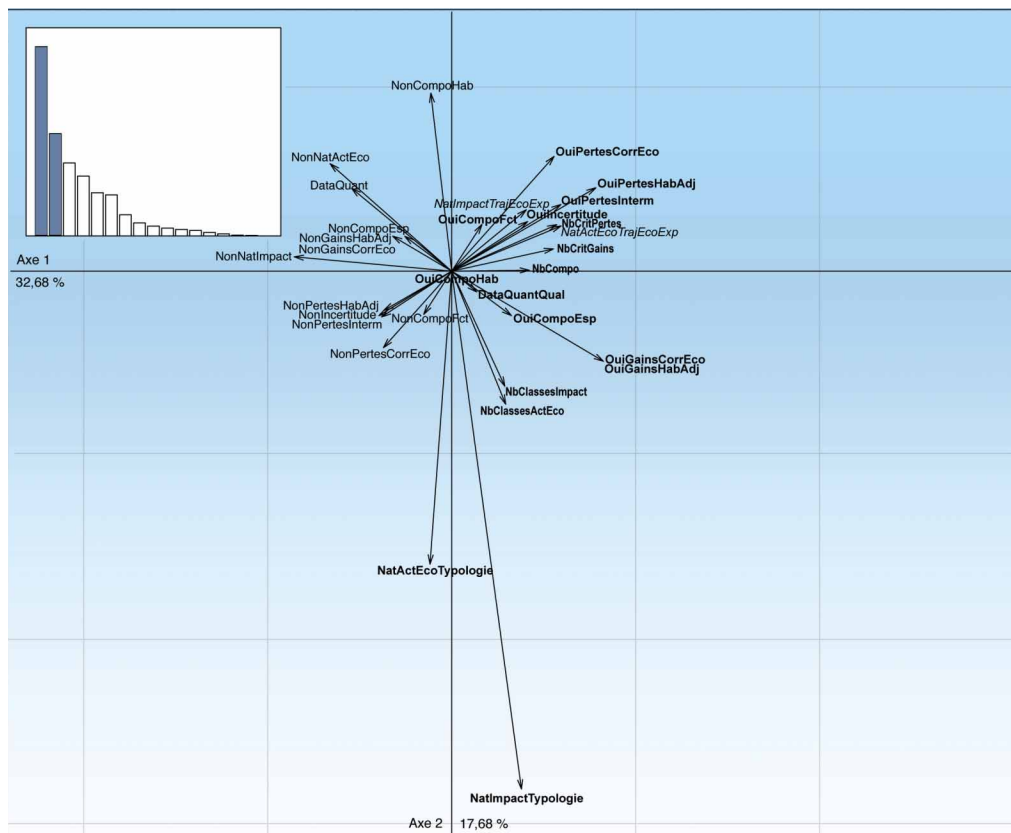 NonCompoHab
OuiPertesCorrEco
NonNatActEco
DataQuant
OuiPertesHabAdj
OuiPertesInterm
NatImpactTrajEcoExp
OuiIncertitude
OuiCompoFct
NbCritPertes
NonCompoEsp
NatActEcoTrajEcoExp
NonGainsHabAdj
NonGainsCorrEco
NbCritGains
NonNatImpact
Axe 1
NbCompo
OuiCompoHab
32,68 %
DataQuantQual
NonPertesHabAdj
NonIncertitude
NonCompoFct
OuiCompoEsp
NonPertesInterm
NonPertesCorrEco
OuiGainsCorrEco
OuiGainsHabAdj
NbClassesImpact
NbClassesActEco
NatActEcoTypologie
NatImpactTypologie
Axe 2 17,68 %